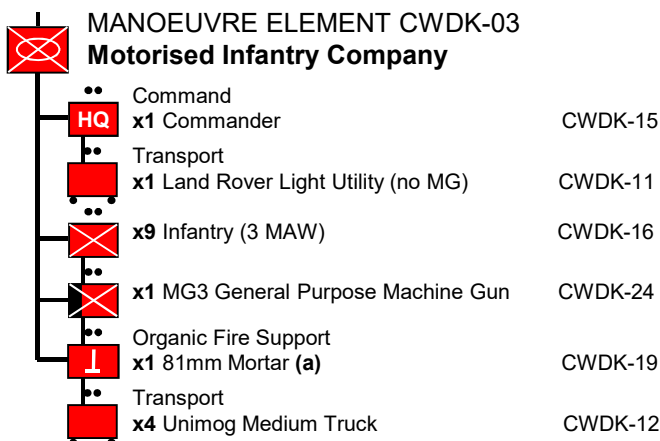 MANOEUVRE ELEMENT CWDK-03
Motorised Infantry Company
Command
HQ x1 Commander CWDK-15
Transport
x1 Land Rover Light Utility (no MG) CWDK-11
x9 Infantry (3 MAW) CWDK-16
x1 MG3 General Purpose Machine Gun CWDK-24
Organic Fire Support
x1 81mm Mortar (a) CWDK-19
Transport
x4 Unimog Medium Truck CWDK-12